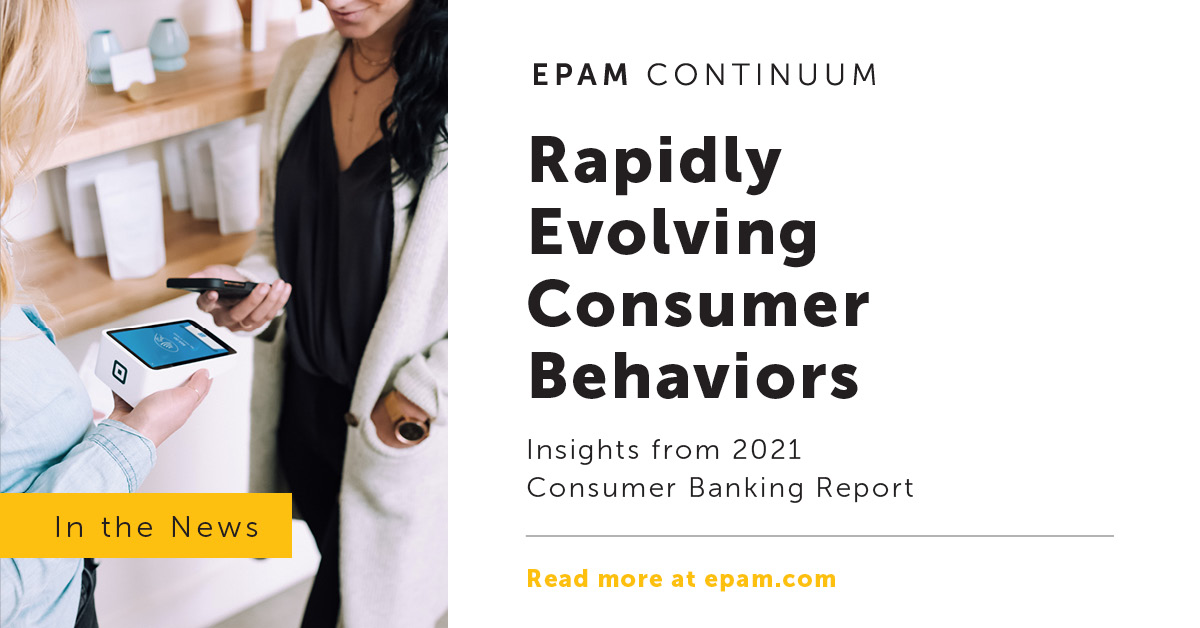 EPAM CONTINUUM
Rapidly
Evolving
Consumer
Behaviors
Insights from 2021
Consumer Banking Report
Read more at epam.com
In the News